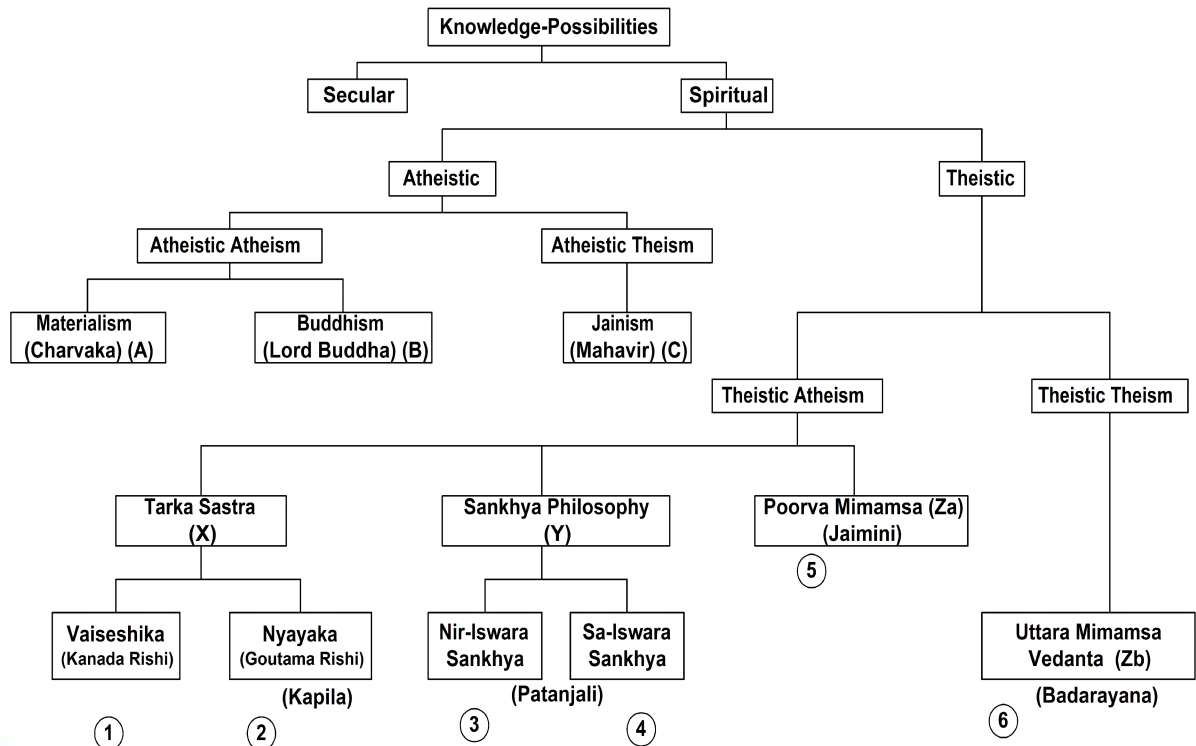 Knowledge-Possibilities
Secular
Spiritual
Atheistic
Theistic
Atheistic Atheism
Atheistic Theism
Materialism
(Charvaka) (A)
Buddhism
(Lord Buddha) (B)
Jainism
(Mahavir) (C)
Theistic Atheism
Theistic Theism
Tarka Sastra
(X)
Sankhya Philosophy
(Y)
Poorva Mimamsa (Za)
(Jaimini)
5
Vaiseshika
(Kanada Rishi)
Nyayaka
(Goutama Rishi)
(Kapila)
Nir-Iswara
Sankhya
Sa-Iswara
Sankhya
(Patanjali)
Uttara Mimamsa
Vedanta (Zb)
(Badarayana)
1
2
3
4
6